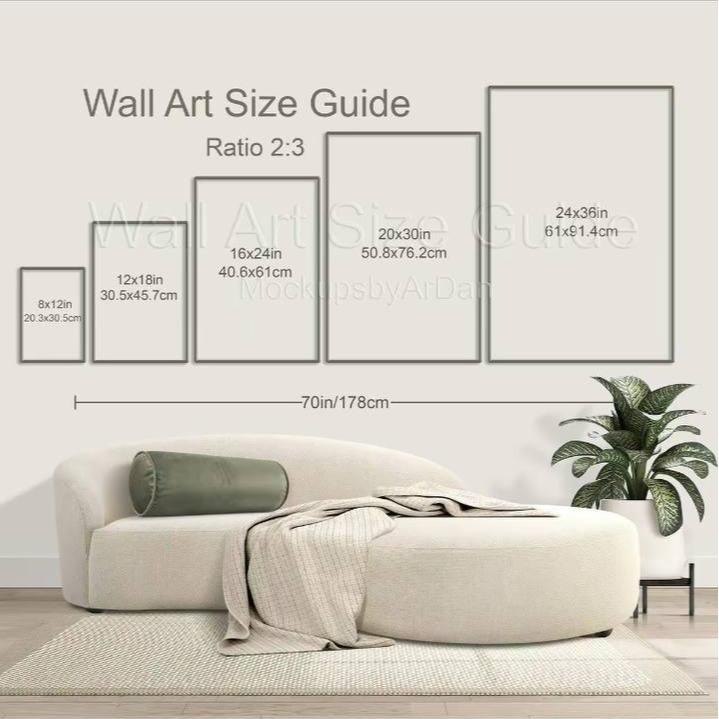 Wall Art Size Guide
Ratio 2:3
Wall Art Size Guide
MockupsbyArDan
8x12in
20.3x30.5cm
12x18in
30.5x45.7cm
16x24in
40.6x61cm
20x30in
50.8x76.2cm
24x36in
61x91.4cm
70in/178cm